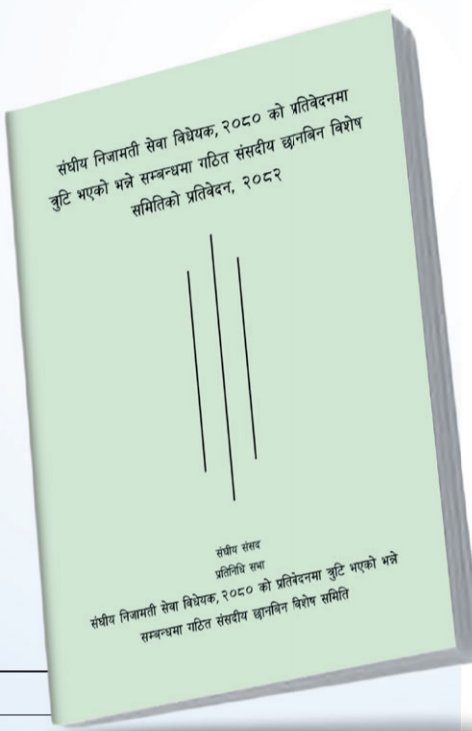 संघीय निजामती सेवा विधेयक, २०८० को प्रतिवेदनमा
त्रुटि भएको भन्ने सम्बन्धमा गठित संसदीय छानबिन विशेष
समितिको प्रतिवेदन, २०८२
संघीय संसद
प्रतिनिधि सभा
संघीय निजामती सेवा विधेयक, २०८० को प्रतिवेदनमा त्रुटि भएको भन्ने
सम्बन्धमा गठित संसदीय छानबिन विशेष समिति